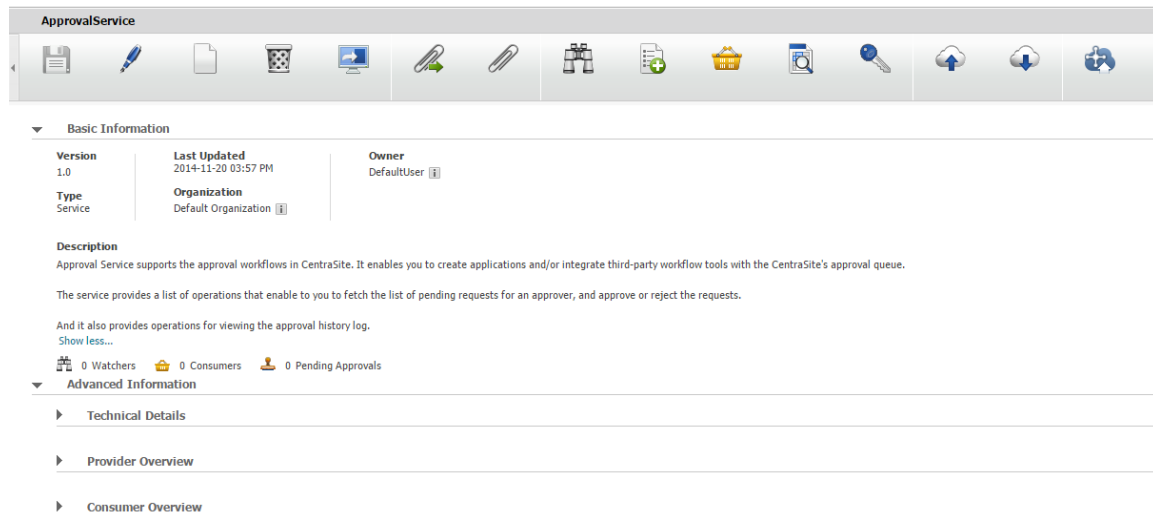 ApprovalService
Basic Information
Version
1.0
Type
Service
Last Updated
2014-11-20 03:57 PM
Organization
Default Organization
Owner
DefaultUser
Description
Approval Service supports the approval workflows in CentraSite. It enables you to create applications and/or integrate third-party workflow tools with the CentraSite's approval queue.
The service provides a list of operations that enable to you to fetch the list of pending requests for an approver, and approve or reject the requests.
And it also provides operations for viewing the approval history log.
Show less...
0 Watchers 0 Consumers 0 Pending Approvals
Advanced Information
Technical Details
Provider Overview
Consumer Overview